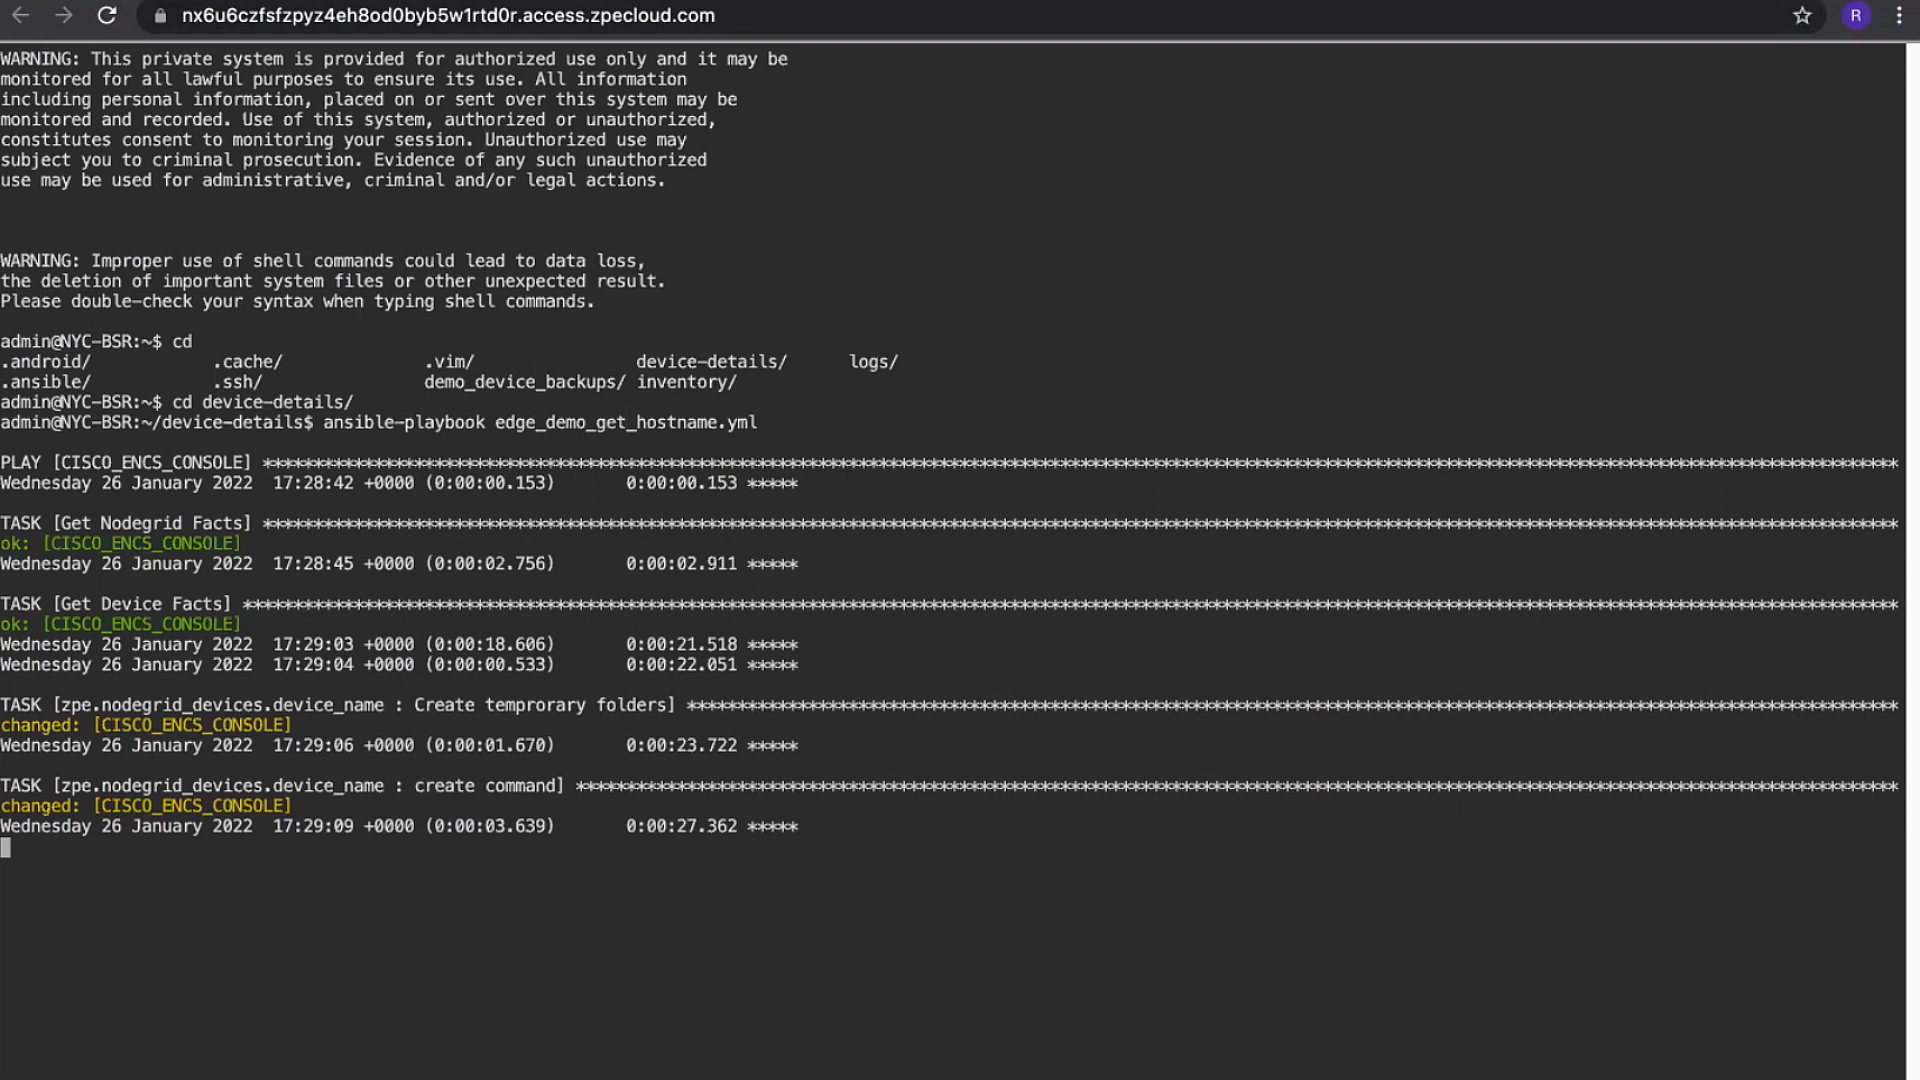 nx6u6czfsfzpyz4eh8od0byb5w1rtd0r.access.zpecloud.com
R
WARNING: This private system is provided for authorized use only and it may be
monitored for all lawful purposes to ensure its use. All information
including personal information, placed on or sent over this system may be
monitored and recorded. Use of this system, authorized or unauthorized,
constitutes consent to monitoring your session. Unauthorized use may
subject you to criminal prosecution. Evidence of any such unauthorized
use may be used for administrative, criminal and/or legal actions.
WARNING: Improper use of shell commands could lead to data loss,
the deletion of important system files or other unexpected result.
Please double-check your syntax when typing shell commands.
admin@NYC-BSR:~$ cd
.android/ .cache/ .vim/ device-details/ logs/
.ansible/ .ssh/ demo_device_backups/ inventory/
admin@NYC-BSR:~$ cd device-details/
admin@NYC-BSR:~/device-details$ ansible-playbook edge_demo_get_hostname.yml
PLAY [CISCO_ENCS_CONSOLE] ******************************************************************************************************************************************************************
Wednesday 26 January 2022 17:28:42 +0000 (0:00:00.153) 0:00:00.153 *****
TASK [Get Nodegrid Facts] ******************************************************************************************************************************************************************
ok: [CISCO_ENCS_CONSOLE]
Wednesday 26 January 2022 17:28:45 +0000 (0:00:02.756) 0:00:02.911 *****
TASK [Get Device Facts] ********************************************************************************************************************************************************************
ok: [CISCO_ENCS_CONSOLE]
Wednesday 26 January 2022 17:29:03 +0000 (0:00:18.606) 0:00:21.518 *****
Wednesday 26 January 2022 17:29:04 +0000 (0:00:00.533) 0:00:22.051 *****
TASK [zpe.nodegrid_devices.device_name : Create temprorary folders] ************************************************************************************************************************
changed: [CISCO_ENCS_CONSOLE]
Wednesday 26 January 2022 17:29:06 +0000 (0:00:01.670) 0:00:23.722 *****
TASK [zpe.nodegrid_devices.device_name : create command] ***********************************************************************************************************************************
changed: [CISCO_ENCS_CONSOLE]
Wednesday 26 January 2022 17:29:09 +0000 (0:00:03.639) 0:00:27.362 *****